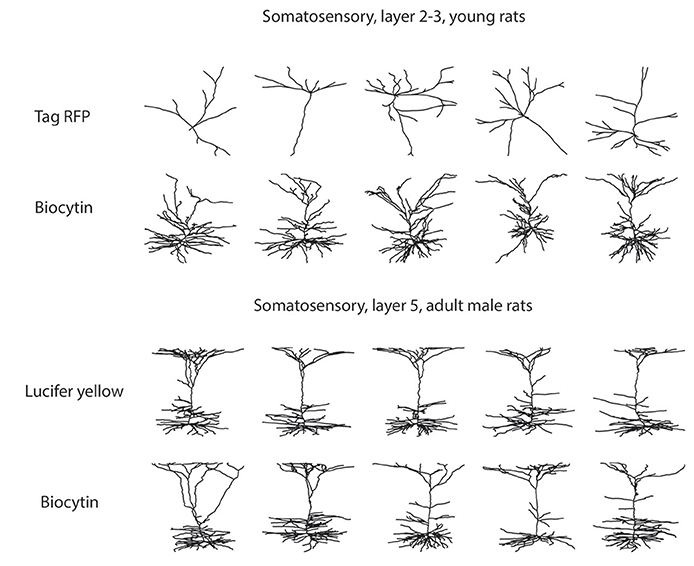 Somatosensory, layer 2-3, young rats
Tag RFP
Biocytin
Somatosensory, layer 5, adult male rats
Lucifer yellow
Biocytin